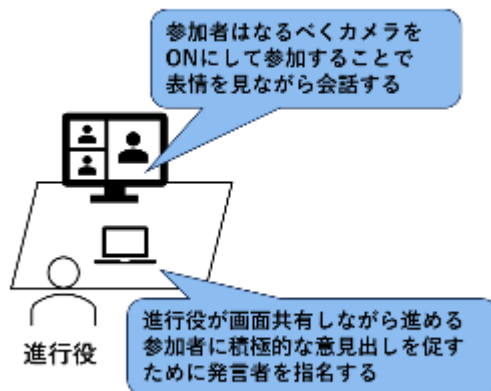 参加者はなるべくカメラを
ONにして参加することで
表情を見ながら会話する
進行役が画面共有しながら進める
参加者に積極的な意見出しを促す
ために発言者を指名する
進行役